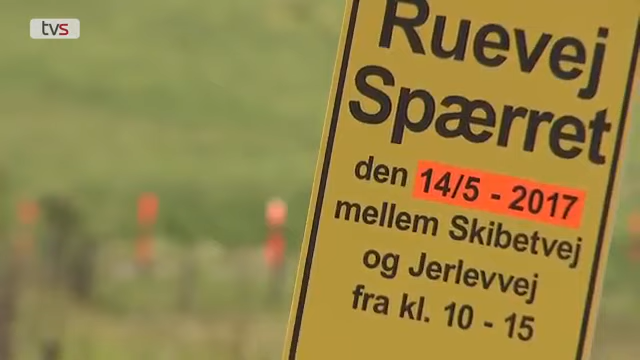 tvs
Ruevej
Spærret
den 14/5 - 2017
mellem Skibetvej
og Jerlevvej
fra kl. 10 - 15